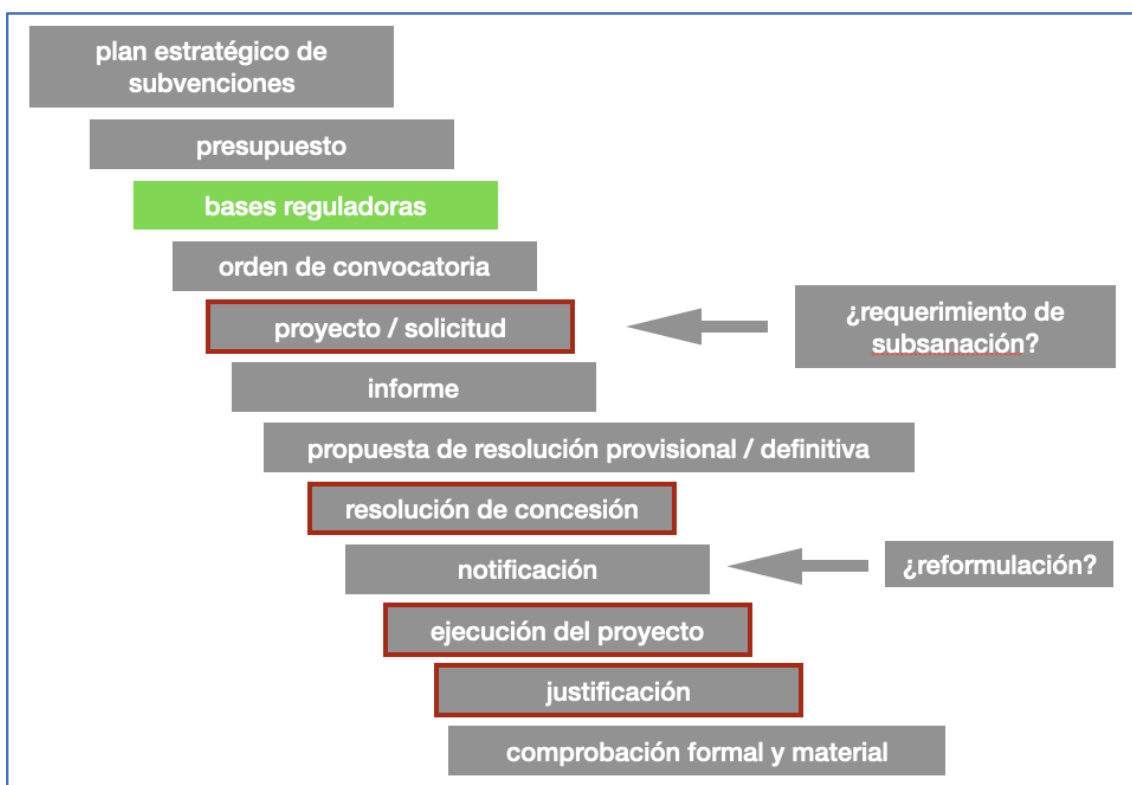 plan estratégico de
subvenciones
presupuesto
bases reguladoras
orden de convocatoria
proyecto / solicitud
¿requerimiento de
subsanación?
informe
propuesta de resolución provisional / definitiva
resolución de concesión
notificación
¿reformulación?
ejecución del proyecto
justificación
comprobación formal y material